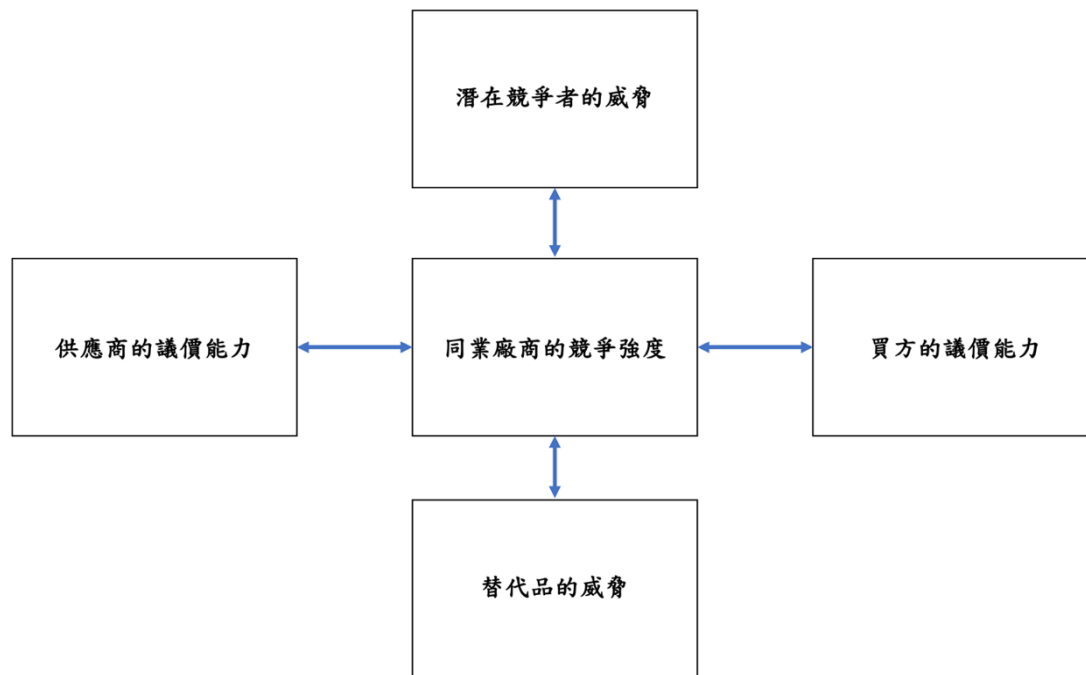 潛在競爭者的威脅
供應商的議價能力
同業廠商的競爭強度
買方的議價能力
替代品的威脅